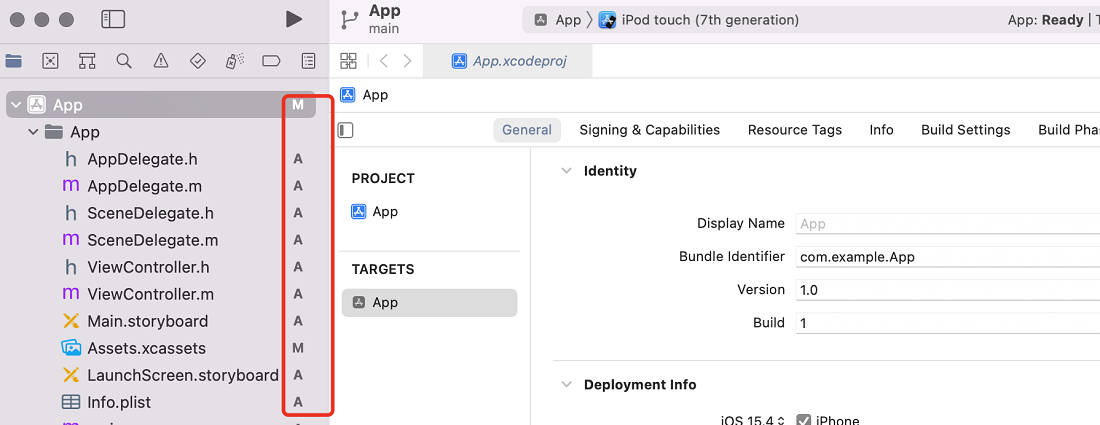 App
main
App
iPod touch (7th generation)
App: Ready
App.xcodeproj
App M
App
h AppDelegate.h A
m AppDelegate.m A
h SceneDelegate.h A
m SceneDelegate.m A
h ViewController.h A
m ViewController.m A
Main.storyboard A
Assets.xcassets M
LaunchScreen.storyboard A
Info.plist A
App
General Signing & Capabilities Resource Tags Info Build Settings Build Pha
PROJECT
App
TARGETS
App
Identity
Display Name App
Bundle Identifier com.example.App
Version 1.0
Build 1
Deployment Info
iOS 15.4 iPhone